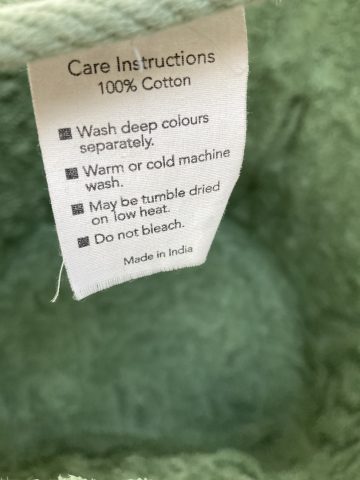 Care Instructions
100% Cotton
Wash deep colours
separately.
Warm or cold machine
wash.
May be tumble dried
on low heat.
Do not bleach.
Made in India